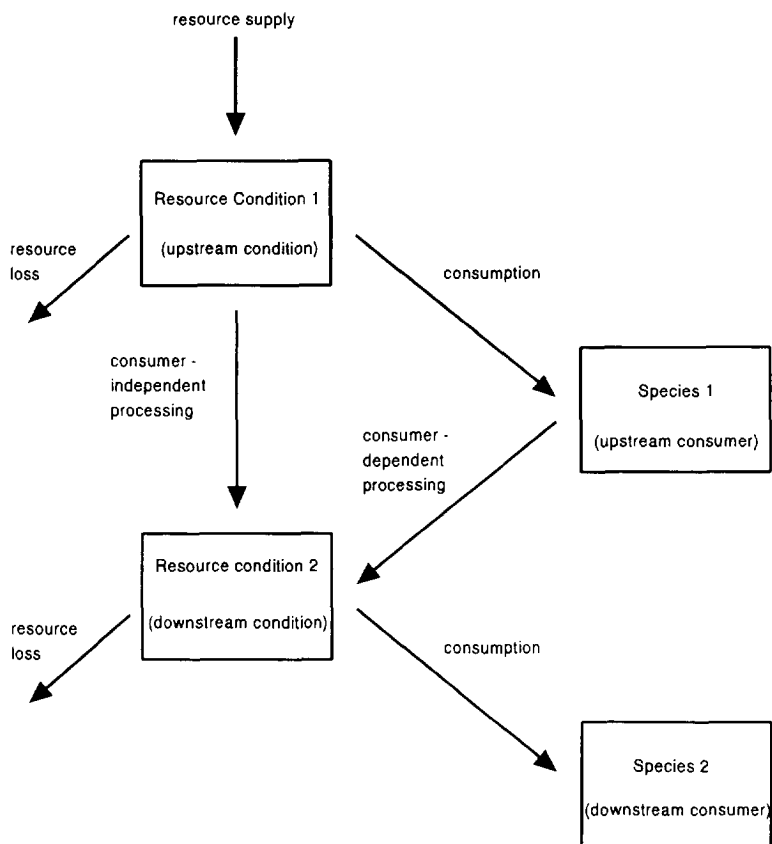 resource supply
Resource Condition 1
(upstream condition)
resource
loss
consumption
consumer -
independent
processing
Species 1
(upstream consumer)
consumer -
dependent
processing
Resource condition 2
(downstream condition)
resource
loss
consumption
Species 2
(downstream consumer)